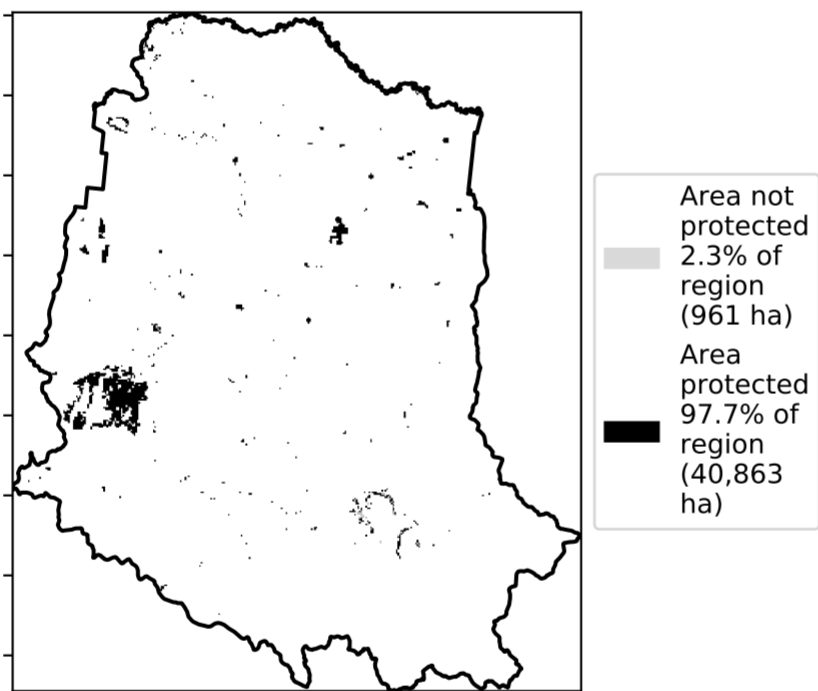 Area not
protected
2.3% of
region
(961 ha)
Area
protected
97.7% of
region
(40,863
ha)